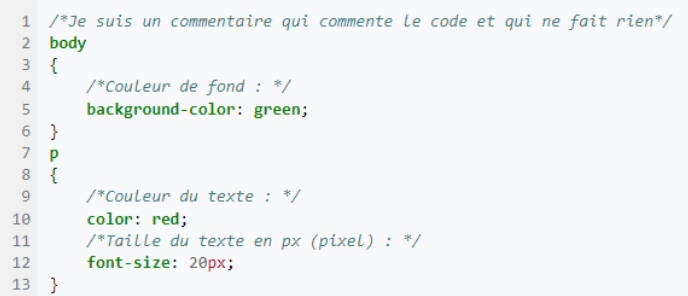 1 /*Je suis un commentaire qui commente le code et qui ne fait rien*/
2 body
3 {
4     /*Couleur de fond : */
5     background-color: green;
6 }
7 p
8 {
9     /*Couleur du texte : */
10     color: red;
11     /*Taille du texte en px (pixel) : */
12     font-size: 20px;
13 }